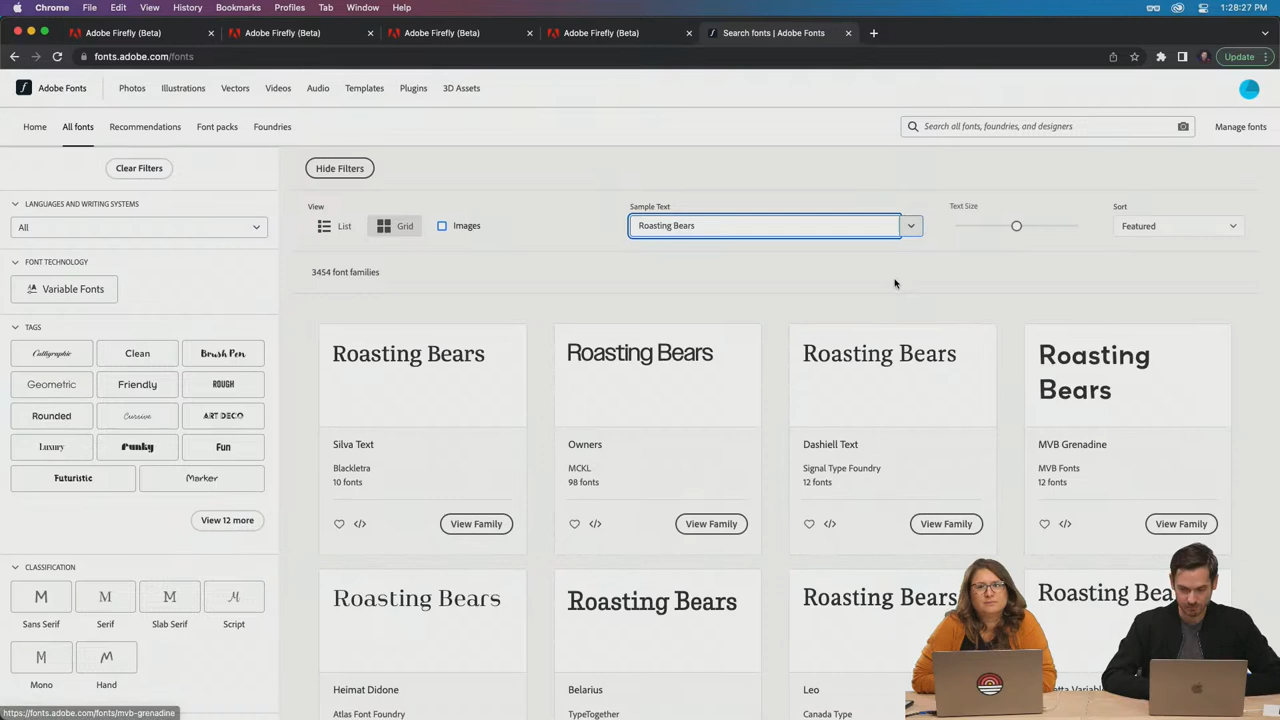 Chrome File Edit View History Bookmarks Profiles Tab Window Help 1:28:27 PM
Adobe Firefly (Beta) Adobe Firefly (Beta) Adobe Firefly (Beta) Adobe Firefly (Beta) Search fonts | Adobe Fonts
fonts.adobe.com/fonts Update
Adobe Fonts Photos Illustrations Vectors Videos Audio Templates Plugins 3D Assets
Home All fonts Recommendations Font packs Foundries Search all fonts, foundries, and designers Manage fonts
Clear Filters
LANGUAGES AND WRITING SYSTEMS
All
FONT TECHNOLOGY
Variable Fonts
TAGS
Calligraphic Clean Brush Pen
Geometric Friendly ROUGH
Rounded Cursive ART DECO
Luxury Funky Fun
Futuristic Marker
View 12 more
CLASSIFICATION
Sans Serif Serif Slab Serif Script
Mono Hand
https://fonts.adobe.com/fonts/mvb-grenadine
Hide Filters
View Sample Text Text Size Sort
List Grid Images Roasting Bears Featured
3454 font families
Roasting Bears
Silva Text
Blackletra
10 fonts
View Family
Roasting Bears
Owners
MCKL
98 fonts
View Family
Roasting Bears
Dashiell Text
Signal Type Foundry
12 fonts
View Family
Roasting
Bears
MVB Grenadine
MVB Fonts
12 fonts
View Family
Roasting Bears
Heimat Didone
Atlas Font Foundry
Roasting Bears
Belarius
TypeTogether
Roasting Bears
Leo
Canada Type
Roasting